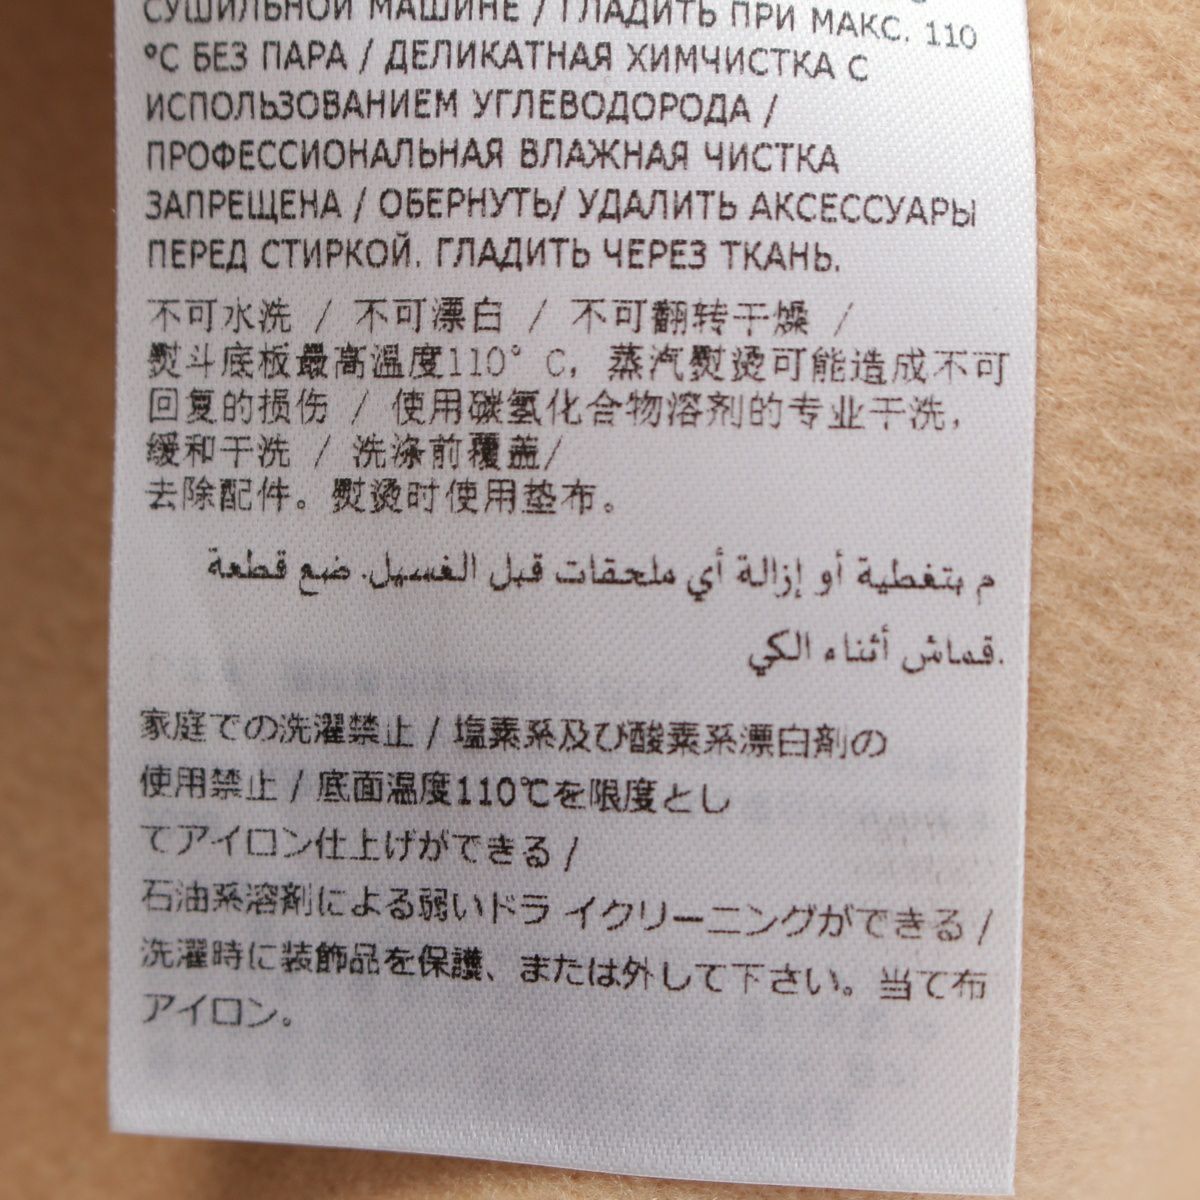 СУШИЛЬНОЙ МАШИНЕ / ГЛАДИТЬ ПРИ МАКС. 110
°C БЕЗ ПАРА / ДЕЛИКАТНАЯ ХИМЧИСТКА С
ИСПОЛЬЗОВАНИЕМ УГЛЕВОДОРОДА /
ПРОФЕССИОНАЛЬНАЯ ВЛАЖНАЯ ЧИСТКА
ЗАПРЕЩЕНА / ОБЕРНУТЬ/ УДАЛИТЬ АКСЕССУАРЫ
ПЕРЕД СТИРКОЙ. ГЛАДИТЬ ЧЕРЕЗ ТКАНЬ.
不可水洗 / 不可漂白 / 不可翻转干燥 /
熨斗底板最高温度110° C, 蒸汽熨烫可能造成不可
回复的损伤 / 使用碳氢化合物溶剂的专业干洗,
缓和干洗 / 洗涤前覆盖/
去除配件。熨烫时使用垫布。
م بتغطية أو إزالة أي ملحقات قبل الغسيل. ضع قطعة
قماش أثناء الكي.
家庭での洗濯禁止 / 塩素系及び酸素系漂白剤の
使用禁止 / 底面温度110℃を限度とし
てアイロン仕上げができる /
石油系溶剤による弱いドラ イクリーニングができる /
洗濯時に装飾品を保護、または外して下さい。当て布
アイロン。